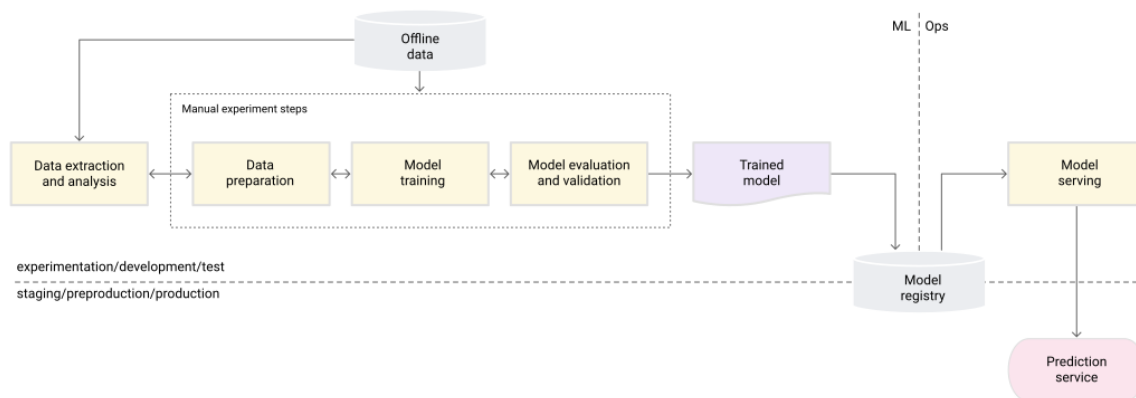 Offline
data
ML
Ops
Manual experiment steps
Data extraction
and analysis
Data
preparation
Model
training
Model evaluation
and validation
Trained
model
Model
serving
experimentation/development/test
staging/preproduction/production
Model
registry
Prediction
service